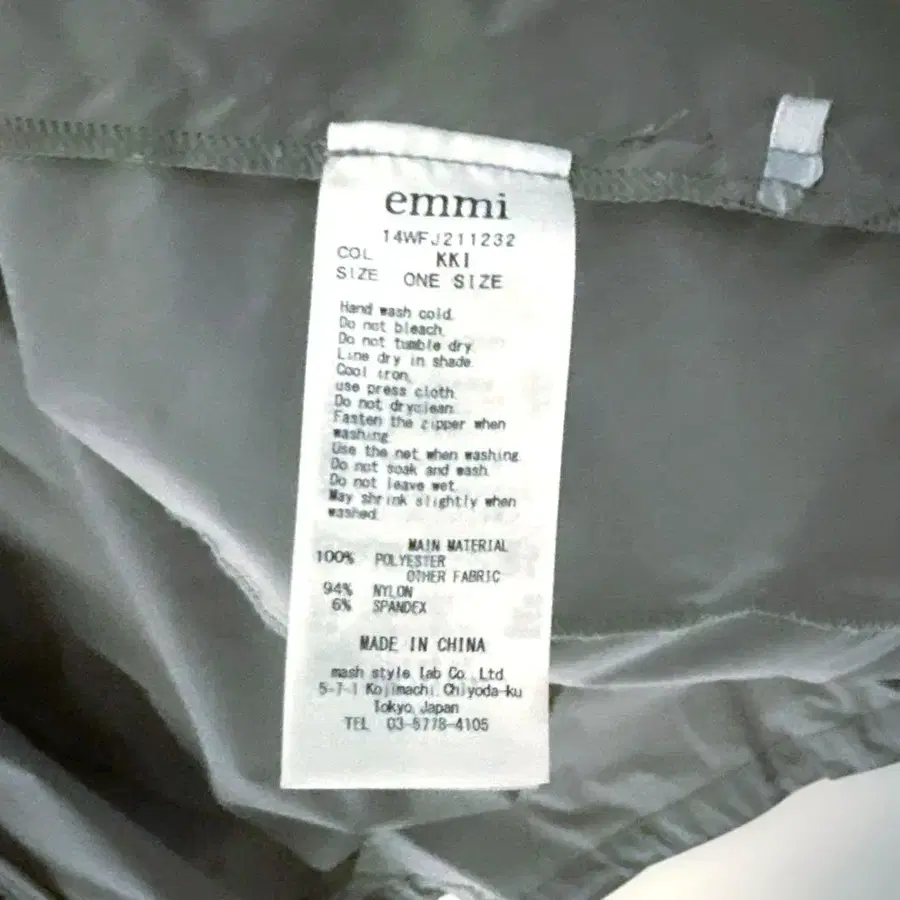 emmi
14WFJ211232
COL KKI
SIZE ONE SIZE
Hand wash cold.
Do not bleach.
Do not tumble dry.
Line dry in shade.
Cool iron,
use press cloth.
Do not dryclean.
Fasten the zipper when
washing.
Use the net when washing.
Do not soak and wash.
Do not leave wet.
May shrink slightly when
washed.
MAIN MATERIAL
100% POLYESTER
OTHER FABRIC
94% NYLON
6% SPANDEX
MADE IN CHINA
mash style lab Co., Ltd.
5-7-1 Kojimachi, Chiyoda-ku
Tokyo, Japan
TEL 03-5778-4105